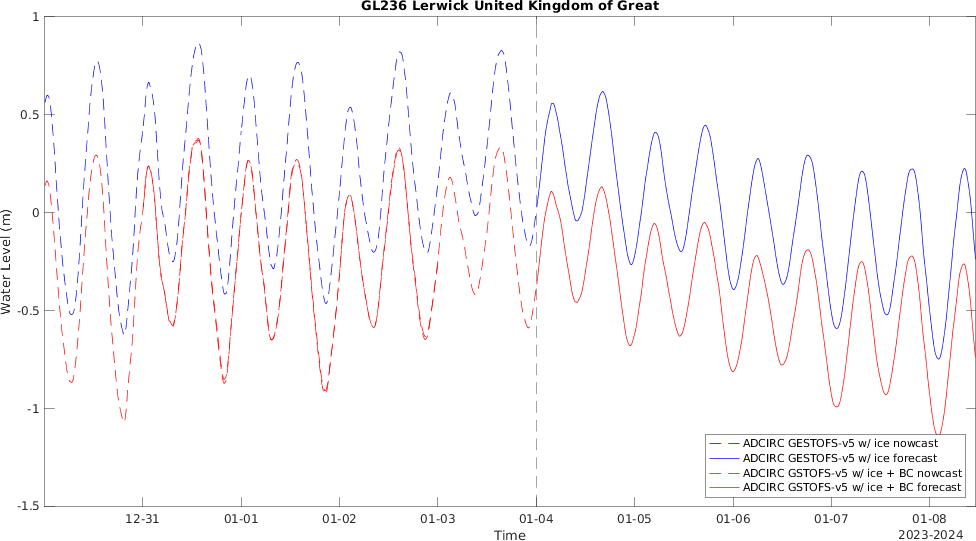 GL236 Lerwick United Kingdom of Great
1
0.5
0
-0.5
-1
-1.5
Water Level (m)
12-31
01-01
01-02
01-03
01-04
01-05
01-06
01-07
01-08
Time
2023-2024
ADCIRC GESTOFS-v5 w/ ice nowcast
ADCIRC GESTOFS-v5 w/ ice forecast
ADCIRC GSTOFS-v5 w/ ice + BC nowcast
ADCIRC GSTOFS-v5 w/ ice + BC forecast